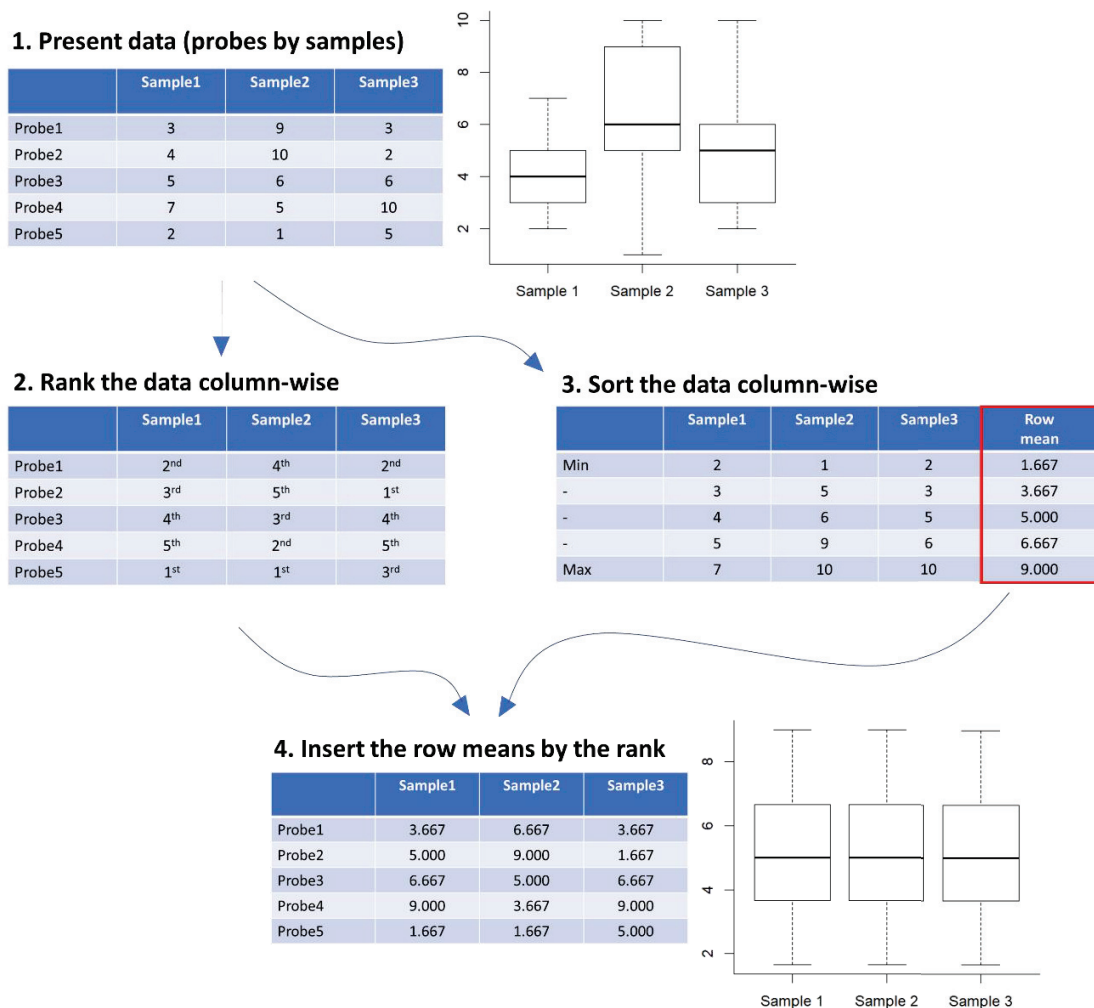 1. Present data (probes by samples)
Sample1 Sample2 Sample3
Probe1 3 9 3
Probe2 4 10 2
Probe3 5 6 6
Probe4 7 5 10
Probe5 2 1 5
10
8
6
4
2
Sample 1 Sample 2 Sample 3
2. Rank the data column-wise
Sample1 Sample2 Sample3
Probe1 2nd 4th 2nd
Probe2 3rd 5th 1st
Probe3 4th 3rd 4th
Probe4 5th 2nd 5th
Probe5 1st 1st 3rd
3. Sort the data column-wise
Sample1 Sample2 Sample3 Row
mean
Min 2 1 2 1.667
- 3 5 3 3.667
- 4 6 5 5.000
- 5 9 6 6.667
Max 7 10 10 9.000
4. Insert the row means by the rank
Sample1 Sample2 Sample3
Probe1 3.667 6.667 3.667
Probe2 5.000 9.000 1.667
Probe3 6.667 5.000 6.667
Probe4 9.000 3.667 9.000
Probe5 1.667 1.667 5.000
8
6
4
2
Sample 1 Sample 2 Sample 3